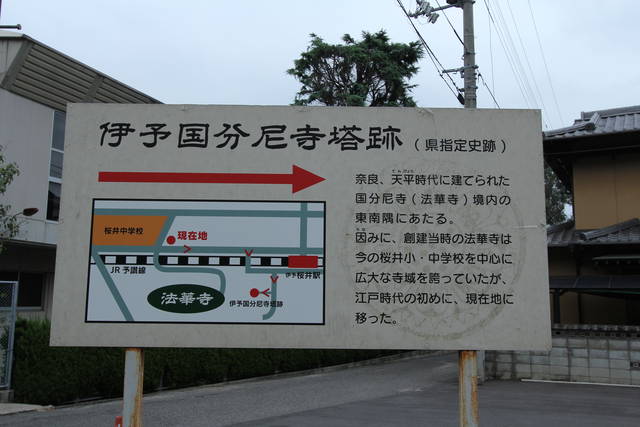 伊予国分尼寺塔跡（県指定史跡）
奈良、天平時代に建てられた
国分尼寺（法華寺）境内の
東南隅にあたる。
因みに、創建当時の法華寺は
今の桜井小・中学校を中心に
広大な寺域を誇っていたが、
江戸時代の初めに、現在地に
移った。
桜井中学校
現在地
JR 予讃線
伊予桜井駅
法華寺
伊予国分尼寺塔跡